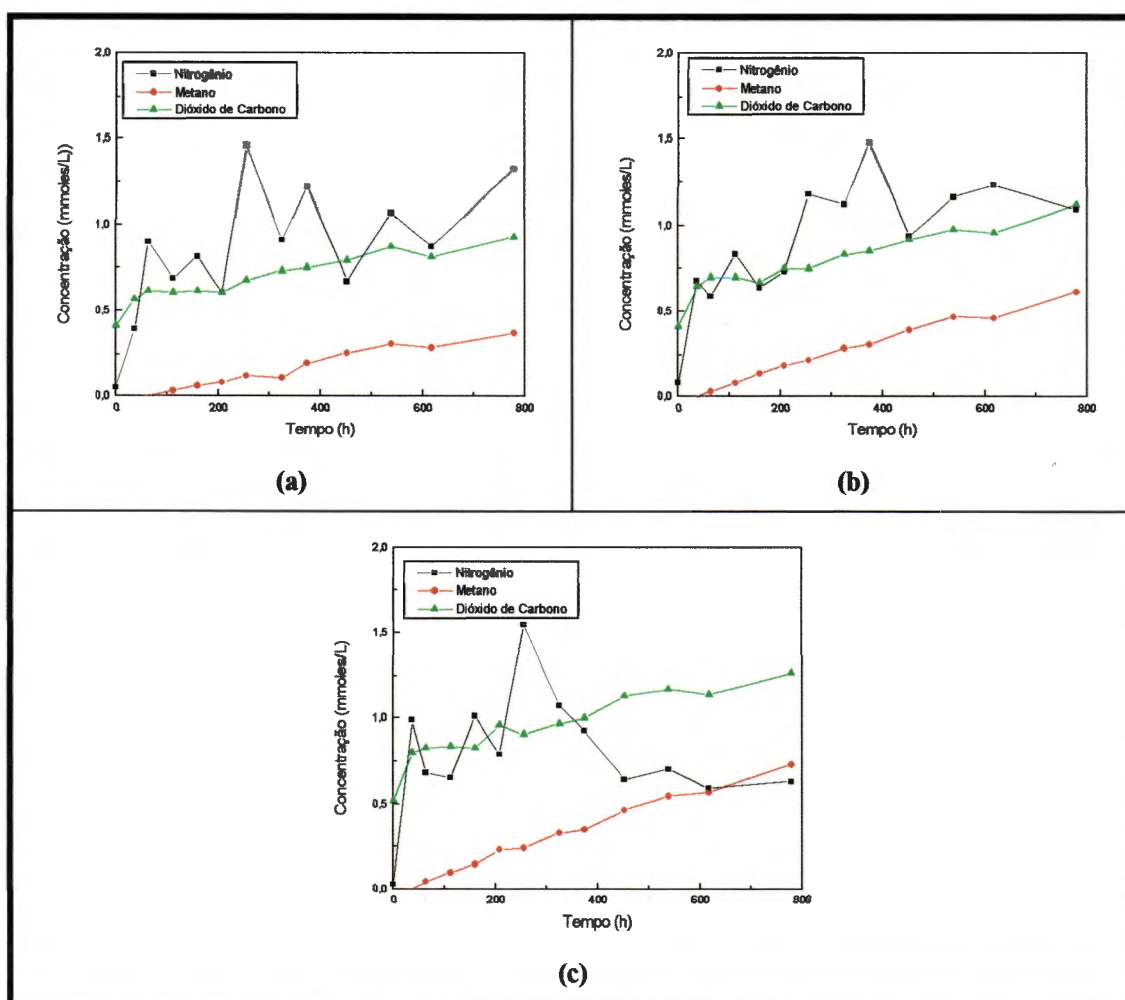 2,0
1,5
1,0
0,5
0,0
Concentração (mmoles/L))
Nitrogênio
Metano
Dióxido de Carbono
0 200 400 600 800
Tempo (h)
(a)
2,0
1,5
1,0
0,5
0,0
Concentração (mmoles/L)
Nitrogênio
Metano
Dióxido de Carbono
0 200 400 600 800
Tempo (h)
(b)
2,0
1,5
1,0
0,5
0,0
Concentração (mmoles/L)
Nitrogênio
Metano
Dióxido de Carbono
0 200 400 600 800
Tempo (h)
(c)